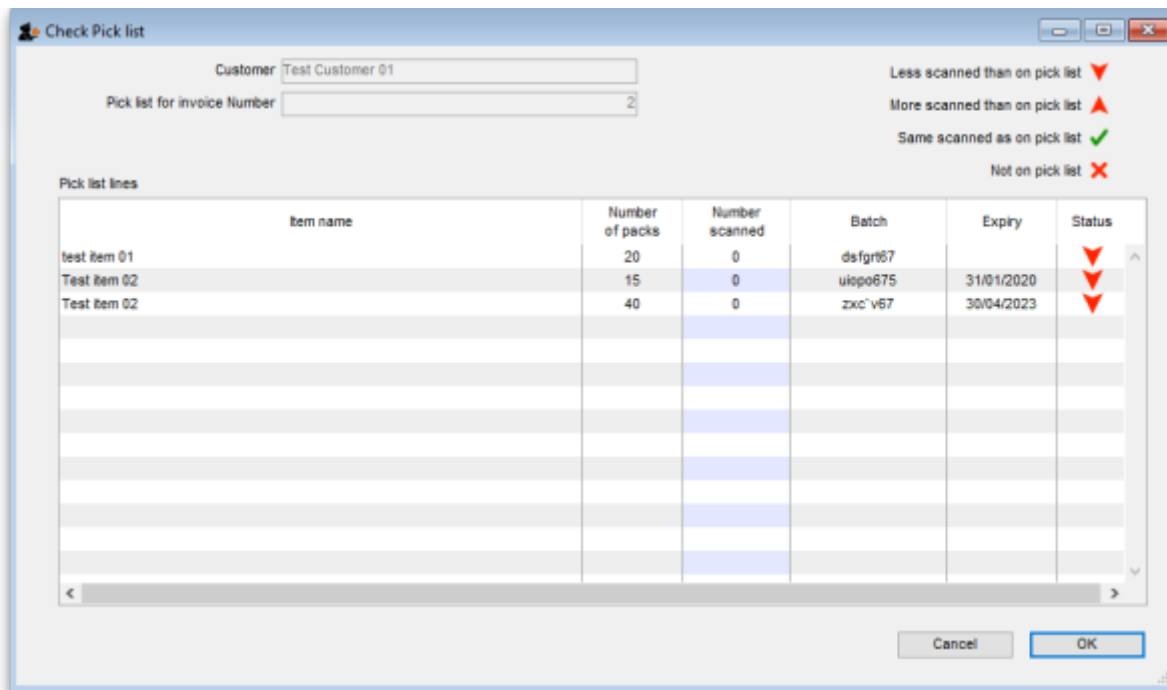 Check Pick list
Customer Test Customer 01
Pick list for invoice Number 2
Less scanned than on pick list
More scanned than on pick list
Same scanned as on pick list
Not on pick list
Pick list lines
Item name Number of packs Number scanned Batch Expiry Status
test item 01 20 0 dsfgrt67
Test item 02 15 0 uiopo675 31/01/2020
Test item 02 40 0 zxc~v67 30/04/2023
Cancel OK